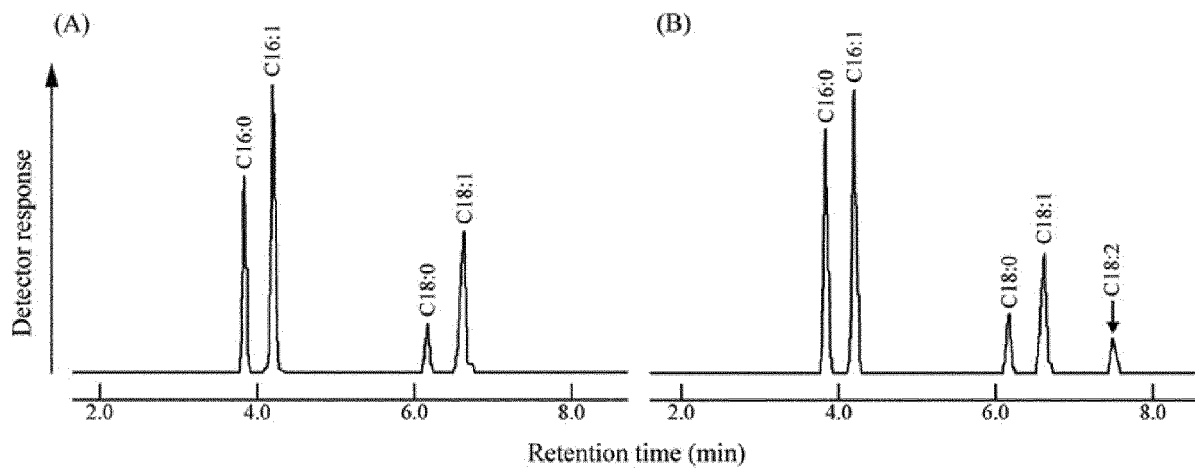 (A)
(B)
C16:0
C16:1
C18:0
C18:1
C16:0
C16:1
C18:0
C18:1
C18:2
Detector response
2.0 4.0 6.0 8.0
2.0 4.0 6.0 8.0
Retention time (min)